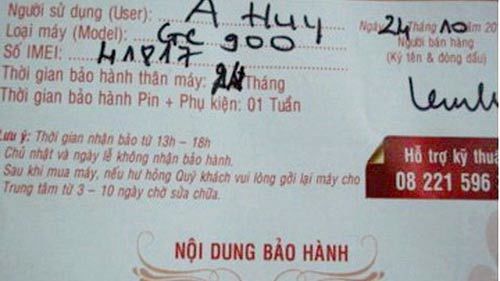 Người sử dụng (User): A Huy
Loại máy (Model): GC 900
Số IMEI: 41817
Thời gian bảo hành thân máy: Tháng
Thời gian bảo hành Pin + Phụ kiện: 01 Tuần
Ngày 24 Tháng 10 năm 20
Người bán hàng
(Ký tên & đóng dấu)
Lưu ý: Thời gian nhận bảo từ 13h - 18h
Chủ nhật và ngày lễ không nhận bảo hành.
Sau khi mua máy, nếu hư hỏng Quý khách vui lòng gởi lại máy cho
Trung tâm từ 3 - 10 ngày chờ sửa chữa.
Hỗ trợ kỹ thuậ
08 221 596
NỘI DUNG BẢO HÀNH